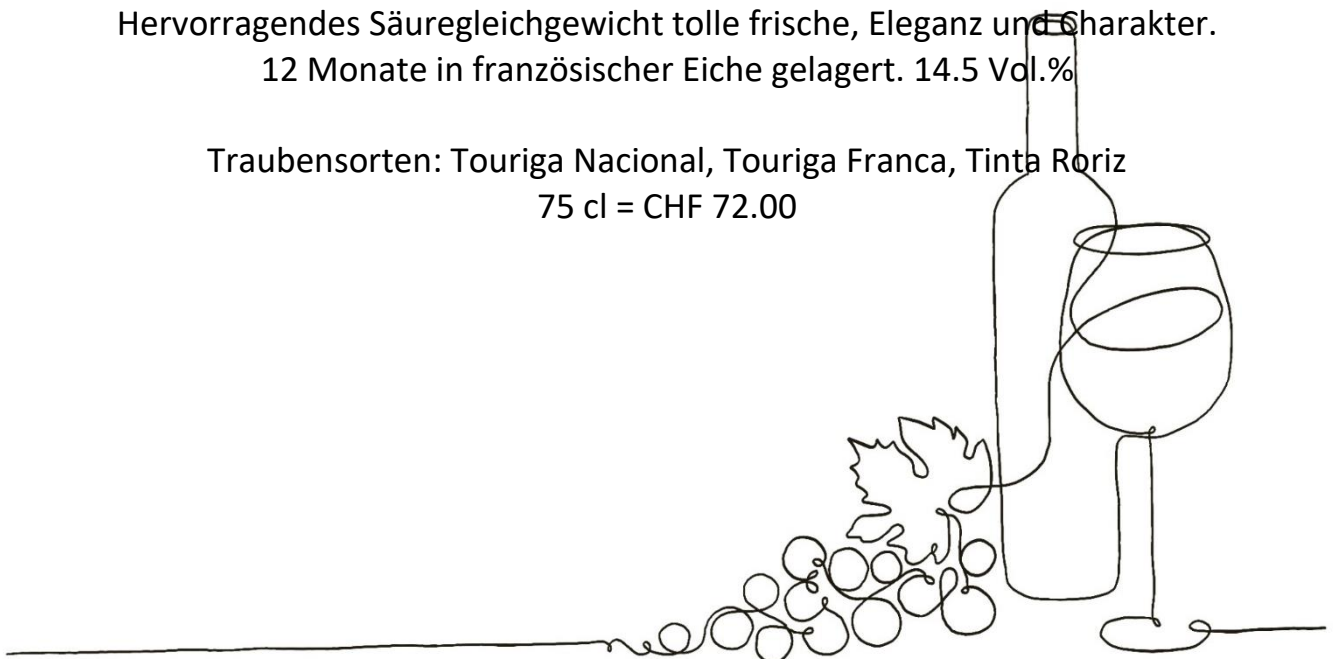 Hervorragendes Säuregleichgewicht tolle frische, Eleganz und Charakter.
12 Monate in französischer Eiche gelagert. 14.5 Vol.%
Traubensorten: Touriga Nacional, Touriga Franca, Tinta Roriz
75 cl = CHF 72.00